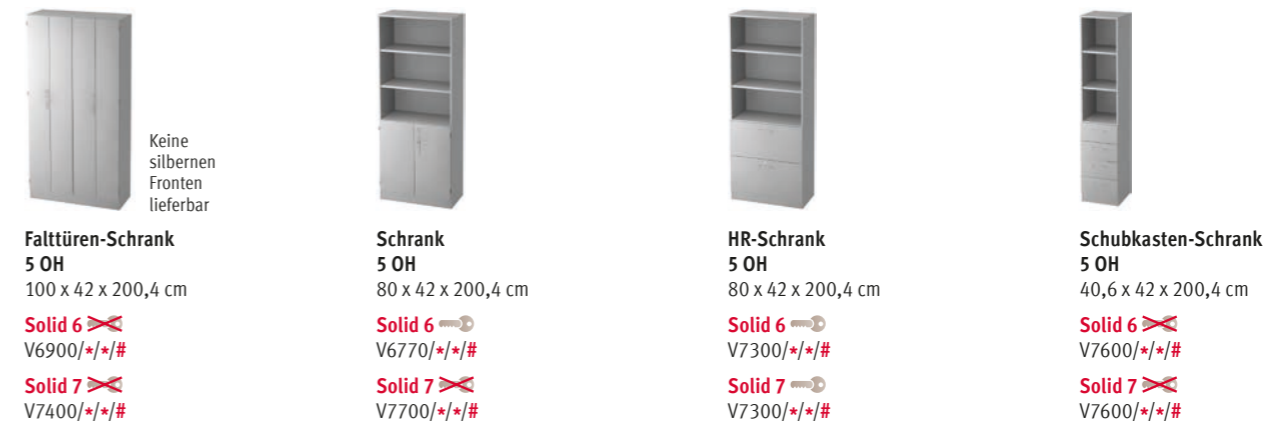 Keine
silbernen
Fronten
lieferbar
Falttüren-Schrank
5 OH
100 x 42 x 200,4 cm
Solid 6
V6900/*/*/#
Solid 7
V7400/*/*/#
Schrank
5 OH
80 x 42 x 200,4 cm
Solid 6
V6770/*/*/#
Solid 7
V7700/*/*/#
HR-Schrank
5 OH
80 x 42 x 200,4 cm
Solid 6
V7300/*/*/#
Solid 7
V7300/*/*/#
Schubkasten-Schrank
5 OH
40,6 x 42 x 200,4 cm
Solid 6
V7600/*/*/#
Solid 7
V7600/*/*/#